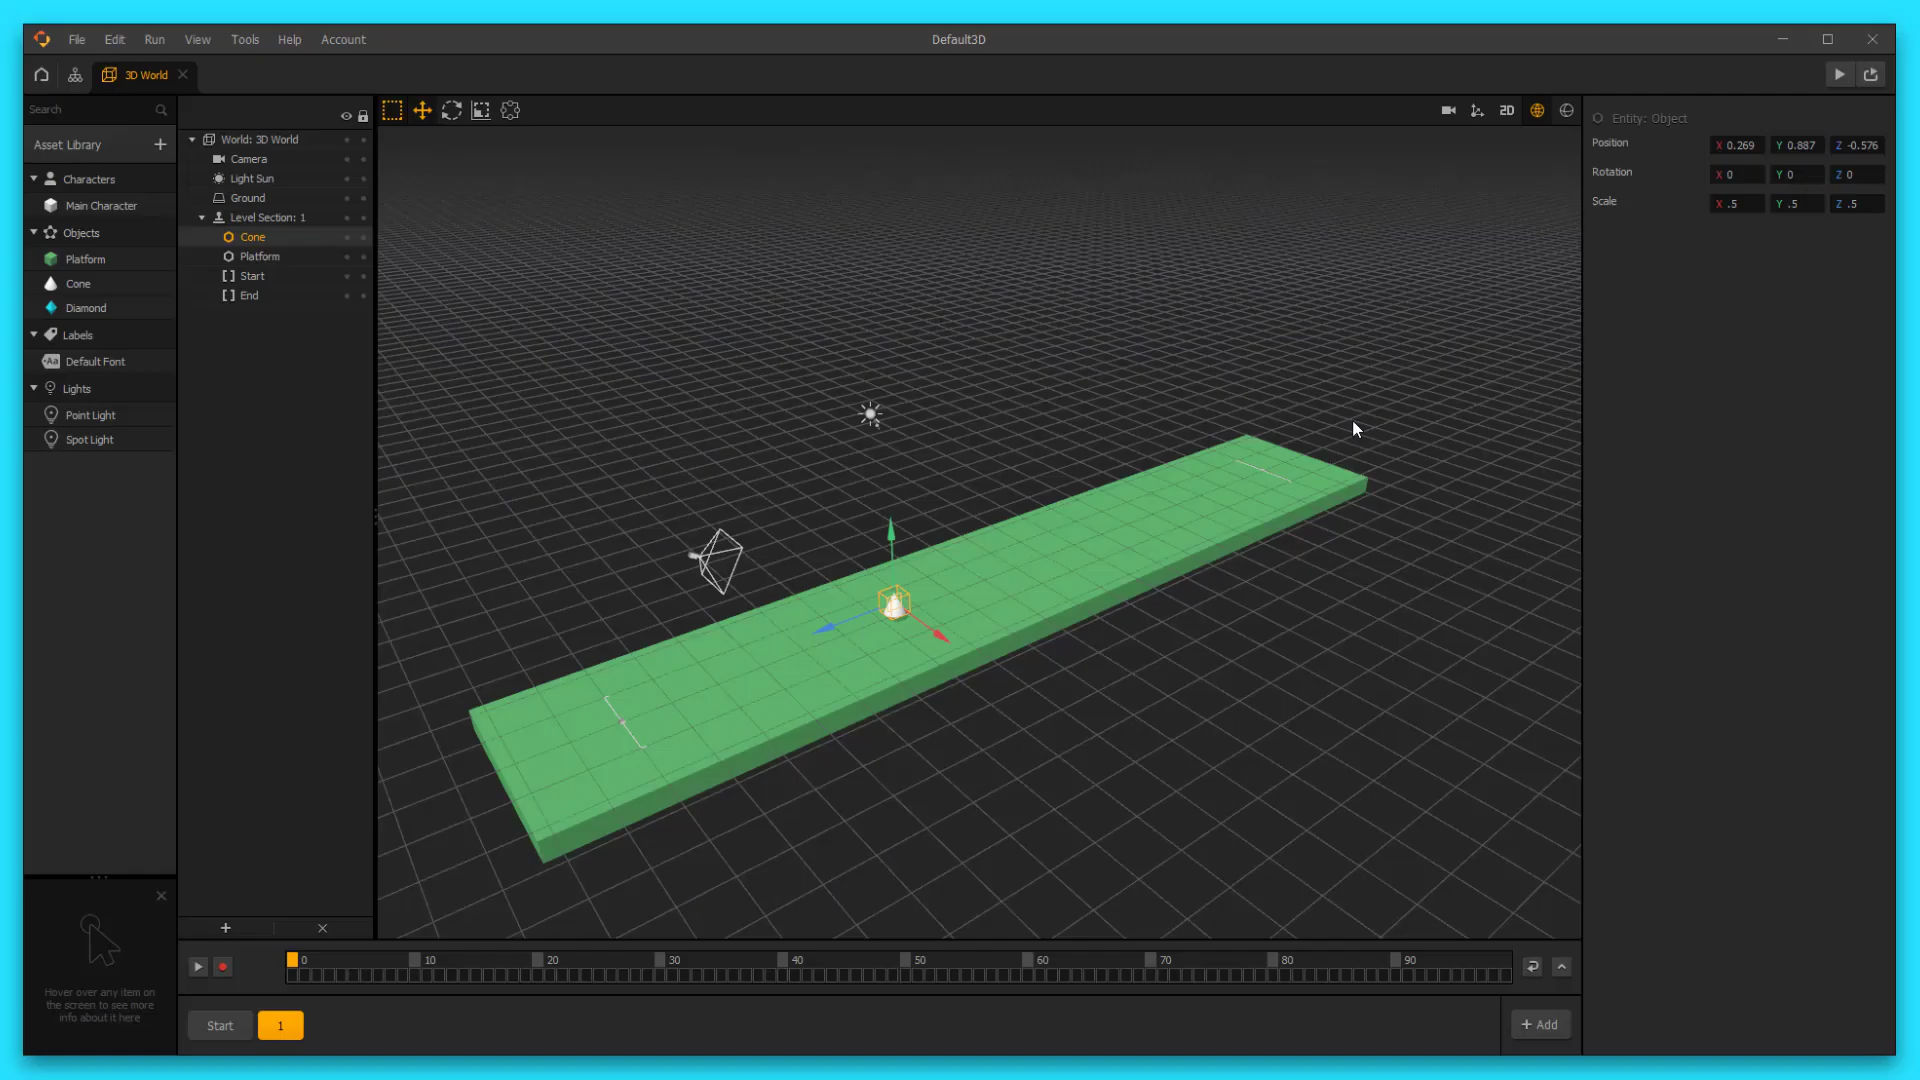 File Edit Run View Tools Help Account
Default3D
3D World
Search
Asset Library
Characters
Main Character
Objects
Platform
Cone
Diamond
Labels
Aa Default Font
Lights
Point Light
Spot Light
Hover over any item on
the screen to see more
info about it here
World: 3D World
Camera
Light Sun
Ground
Level Section: 1
Cone
Platform
Start
End
2D
Entity: Object
Position X 0.269 Y 0.887 Z -0.576
Rotation X 0 Y 0 Z 0
Scale X .5 Y .5 Z .5
0 10 20 30 40 50 60 70 80 90
Start 1
+ Add